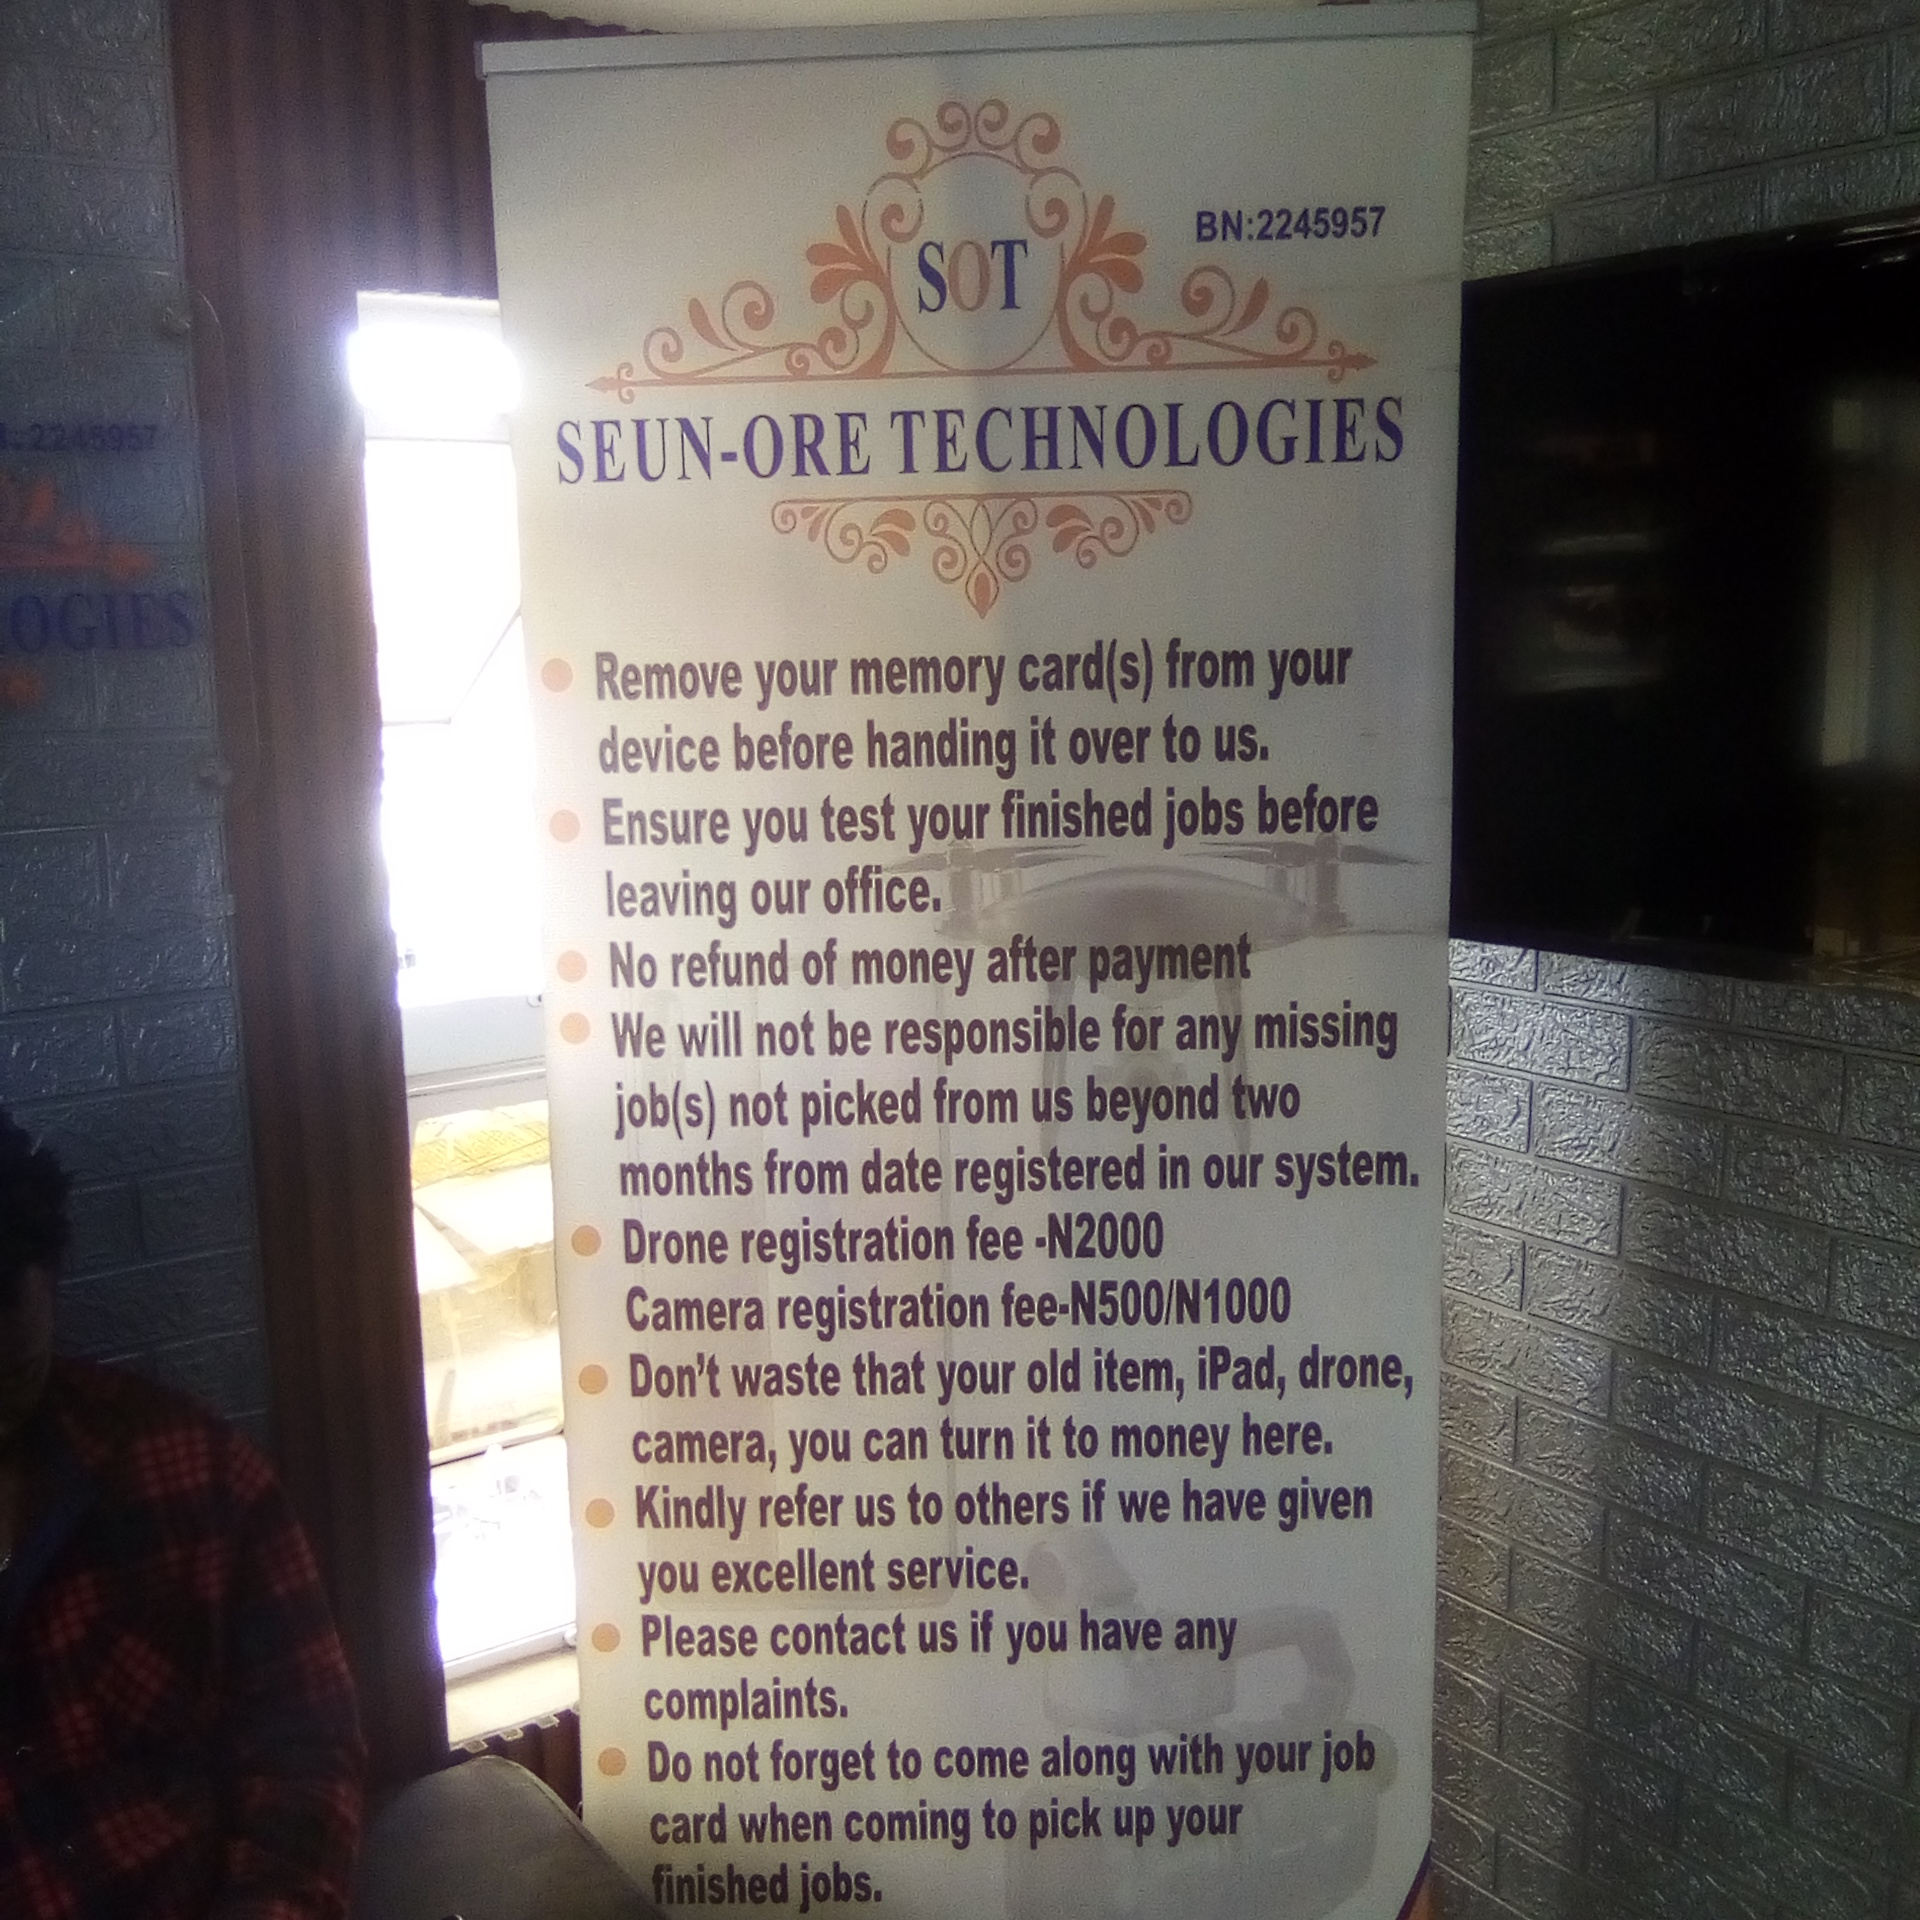 SOT
BN:2245957
SEUN-ORE TECHNOLOGIES
Remove your memory card(s) from your
device before handing it over to us.
Ensure you test your finished jobs before
leaving our office.
No refund of money after payment
We will not be responsible for any missing
job(s) not picked from us beyond two
months from date registered in our system.
Drone registration fee -N2000
Camera registration fee-N500/N1000
Don't waste that your old item, iPad, drone,
camera, you can turn it to money here.
Kindly refer us to others if we have given
you excellent service.
Please contact us if you have any
complaints.
Do not forget to come along with your job
card when coming to pick up your
finished jobs.
2245957
OGIES